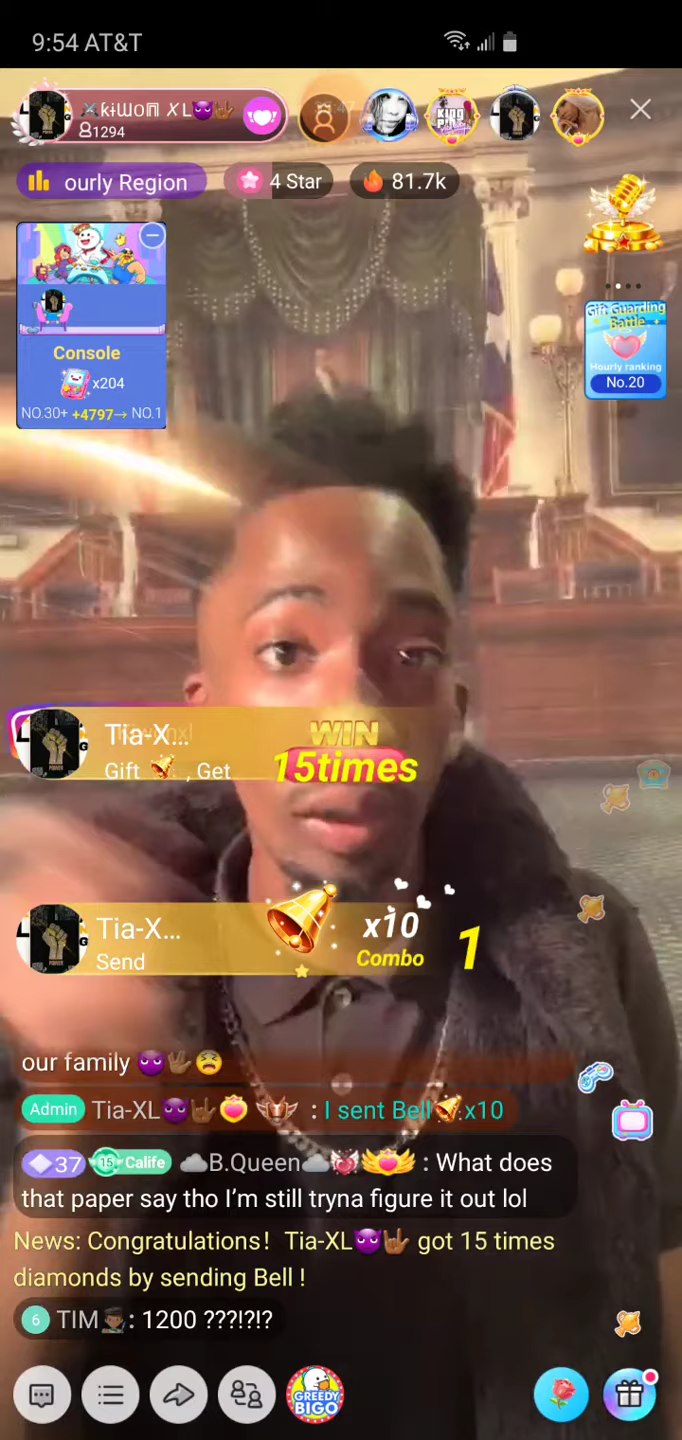 9:54 AT&T
⚔️ƙɨШOՈ ✗L😈🤟🏾
1294
KING
ourly Region
4 Star
81.7k
Console
x204
NO.30+ +4797→ NO.1
Gift Guarding
Battle
Hourly ranking
No.20
Tia-X...
WIN
Gift , Get
15times
Tia-X...
x10
1
Send
Combo
our family 😈🖖🏾😫
Admin Tia-XL😈🤟🏾 : I sent Bell x10
37 15 Calife ☁️B.Queen☁️💓 : What does
that paper say tho I'm still tryna figure it out lol
News: Congratulations! Tia-XL😈🤟🏾 got 15 times
diamonds by sending Bell !
6 TIM👨🏾‍🎓: 1200 ???!?!?
GREEDY
BIGO